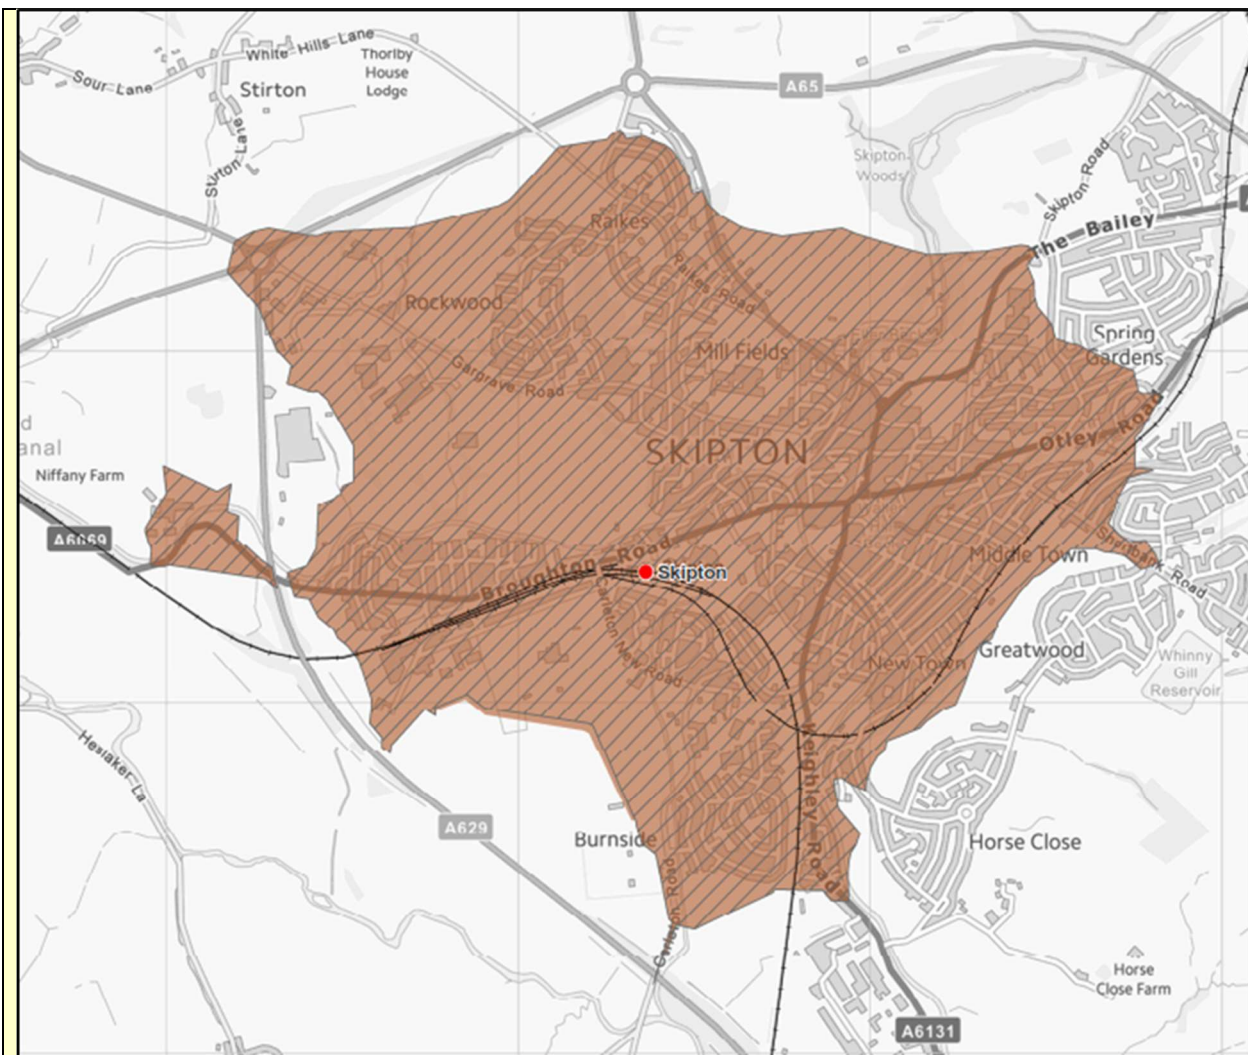 White Hills Lane
Thorlby
House
Lodge
Sour Lane
Stirton
A65
Stirton Lane
Skipton
Woods
Skipton Road
The Bailey
Raikes
Raikes Road
Rockwood
Mill Fields
Spring
Gardens
Gargrave Road
SKIPTON
Otley Road
d
anal
Niffany Farm
A6069
Broughton Road
Skipton
Middle Town
Shortbank Road
Carleton New Road
New Town
Greatwood
Whinny
Gill
Reservoir
Heslaker La
Keighley Road
A629
Burnside
Horse Close
Carleton Road
Horse
Close Farm
A6131